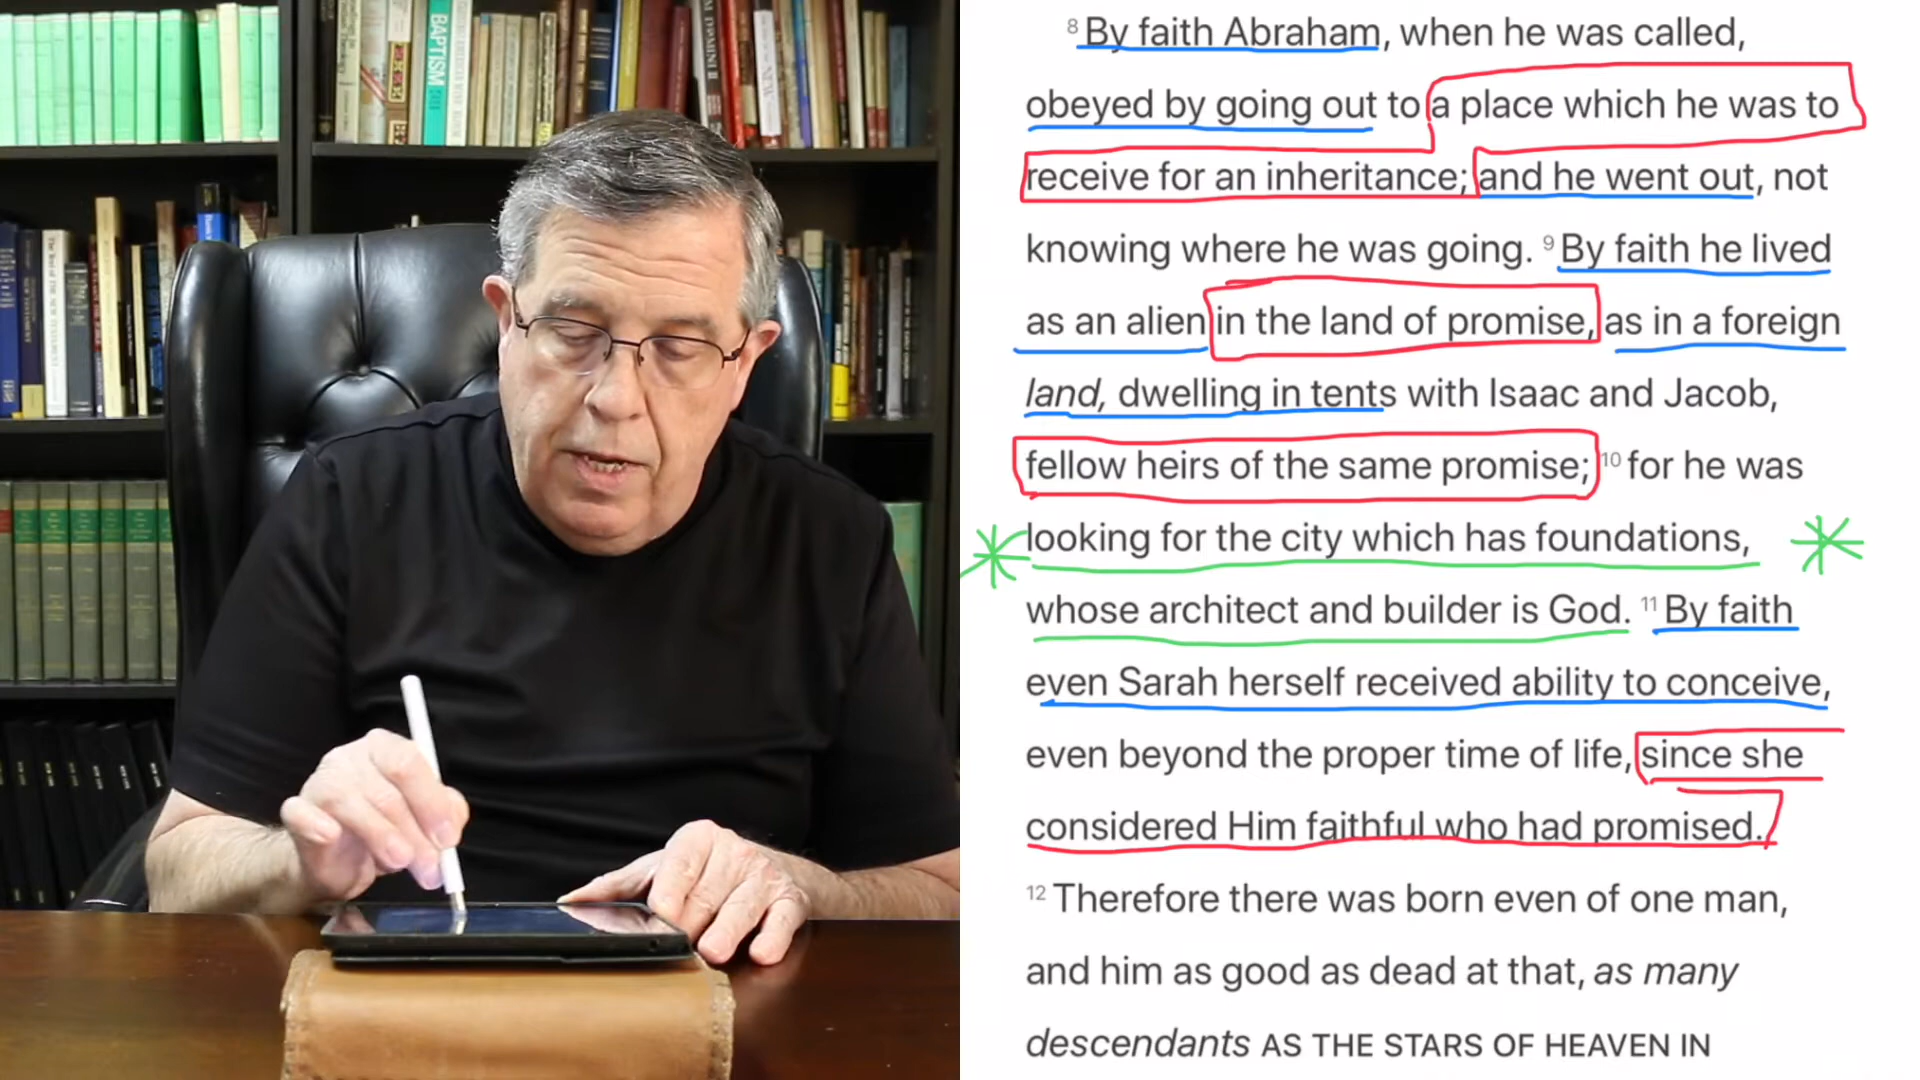 BAPTISM
8 By faith Abraham, when he was called,
obeyed by going out to a place which he was to
receive for an inheritance; and he went out, not
knowing where he was going. 9 By faith he lived
as an alien in the land of promise, as in a foreign
land, dwelling in tents with Isaac and Jacob,
fellow heirs of the same promise; 10 for he was
looking for the city which has foundations,
whose architect and builder is God. 11 By faith
even Sarah herself received ability to conceive,
even beyond the proper time of life, since she
considered Him faithful who had promised.
12 Therefore there was born even of one man,
and him as good as dead at that, as many
descendants AS THE STARS OF HEAVEN IN